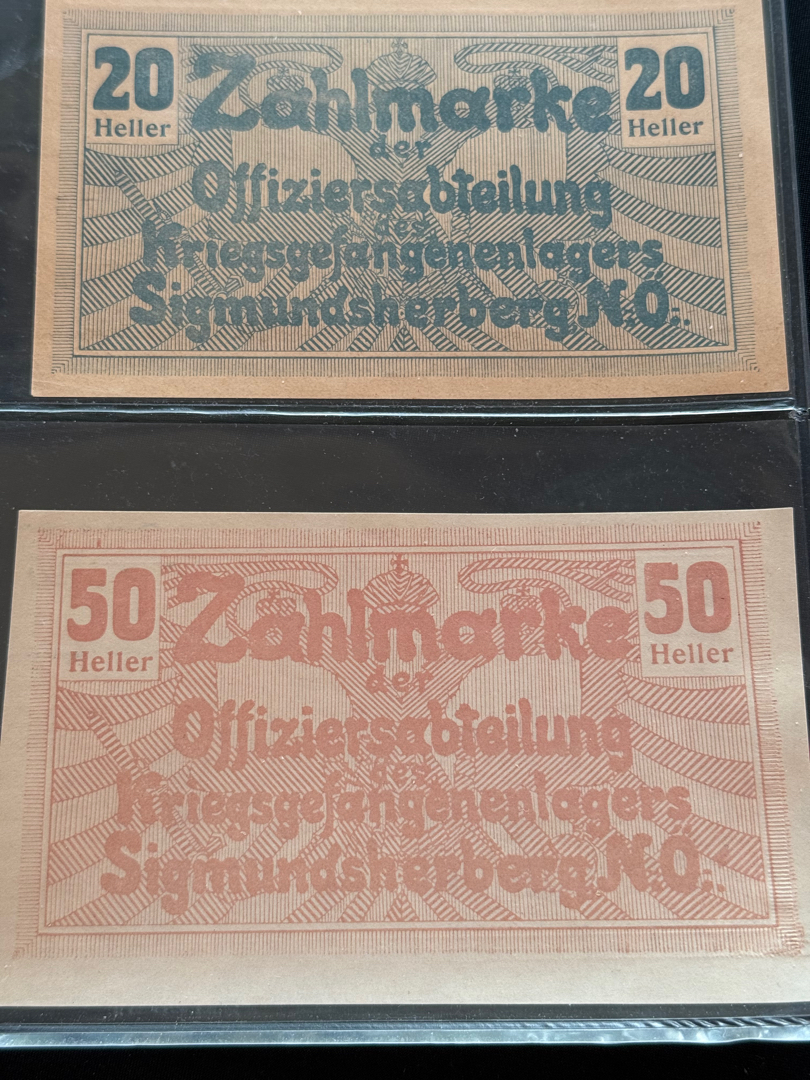 20 Heller
Zahlmarke
20 Heller
der
Offiziersabteilung
des
Kriegsgefangenenlagers
Sigmundsherberg N.Ö.
50 Heller
Zahlmarke
50 Heller
der
Offiziersabteilung
des
Kriegsgefangenenlagers
Sigmundsherberg N.Ö.